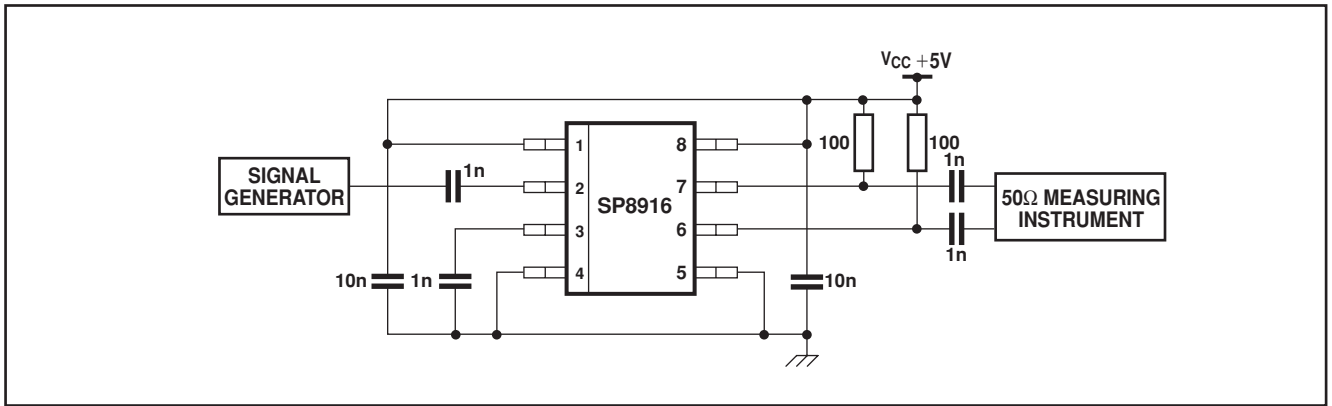 VCC +5V
100
100
1n
SIGNAL
GENERATOR
1n
1
2
3
4
SP8916
8
7
6
5
50Ω MEASURING
INSTRUMENT
1n
10n
1n
10n